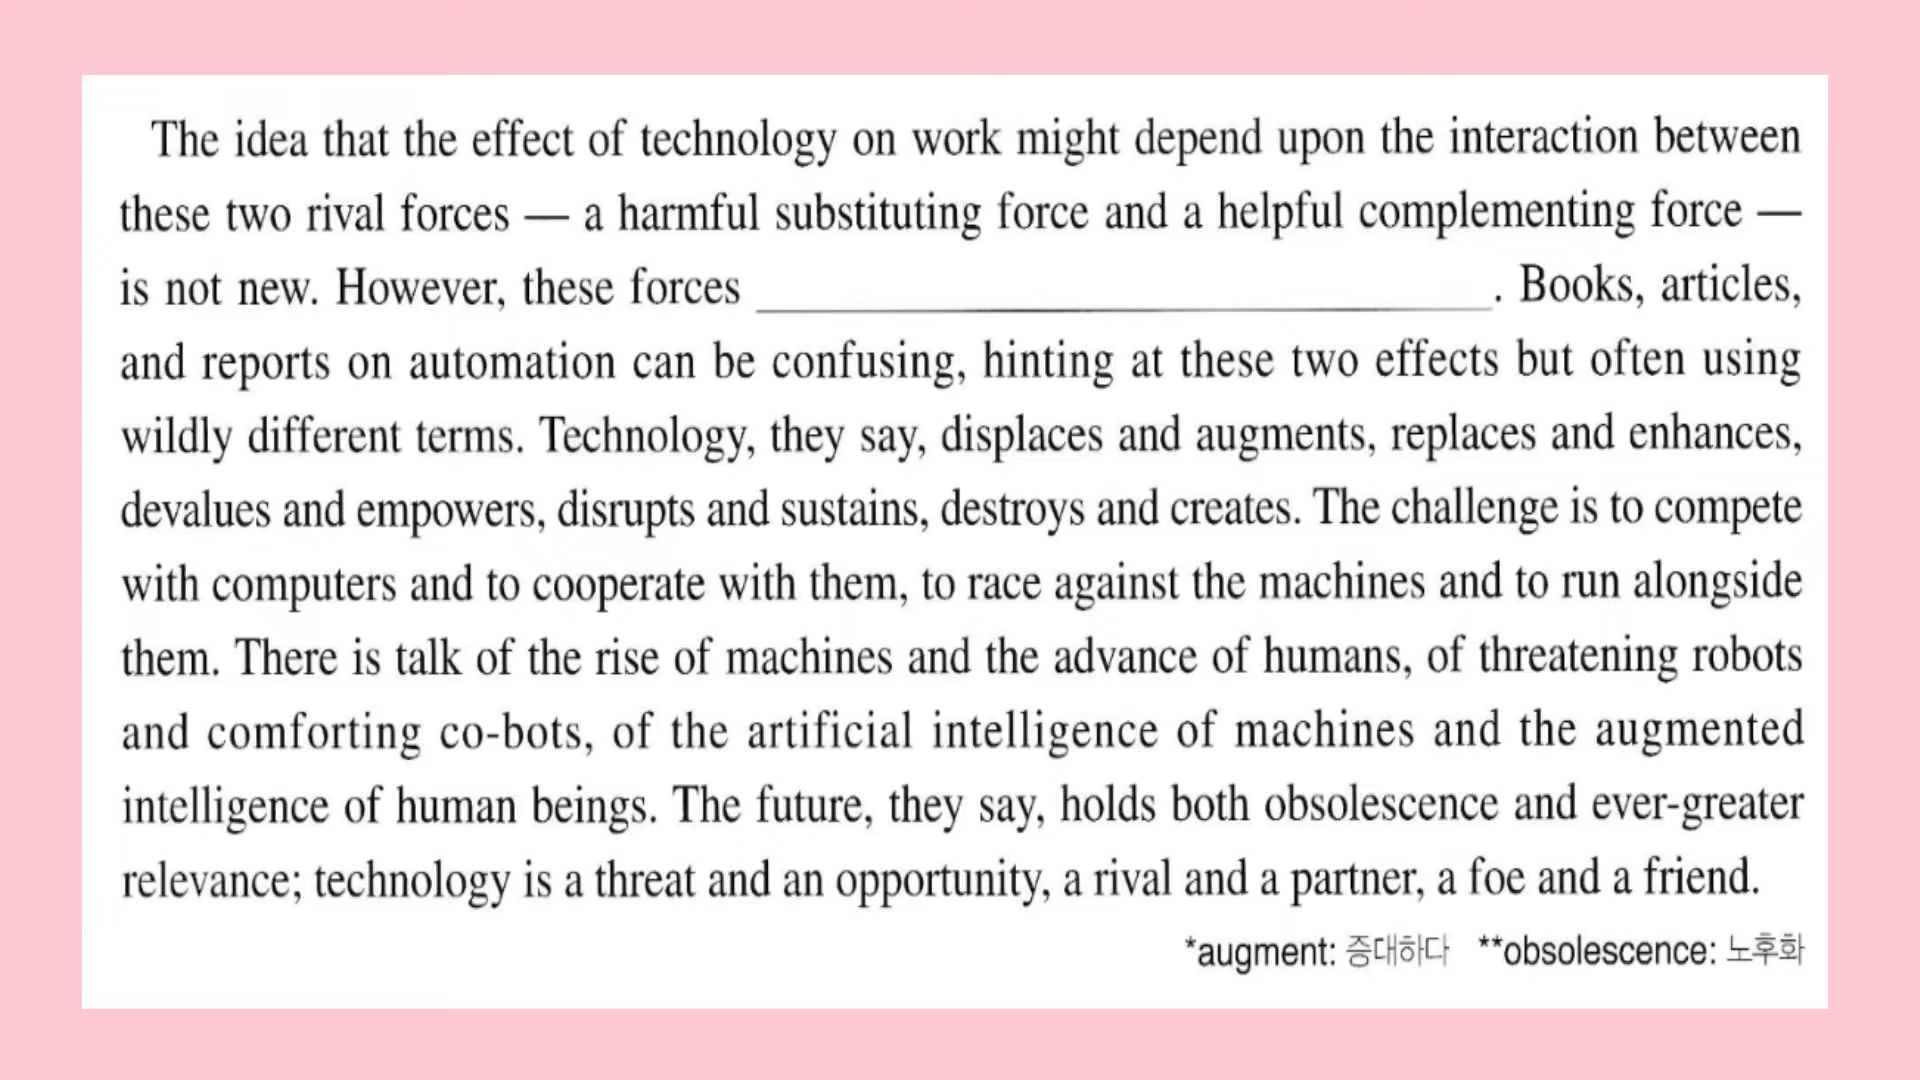 The idea that the effect of technology on work might depend upon the interaction between
these two rival forces — a harmful substituting force and a helpful complementing force —
is not new. However, these forces ____________________. Books, articles,
and reports on automation can be confusing, hinting at these two effects but often using
wildly different terms. Technology, they say, displaces and augments, replaces and enhances,
devalues and empowers, disrupts and sustains, destroys and creates. The challenge is to compete
with computers and to cooperate with them, to race against the machines and to run alongside
them. There is talk of the rise of machines and the advance of humans, of threatening robots
and comforting co-bots, of the artificial intelligence of machines and the augmented
intelligence of human beings. The future, they say, holds both obsolescence and ever-greater
relevance; technology is a threat and an opportunity, a rival and a partner, a foe and a friend.
*augment: 증대하다 **obsolescence: 노후화